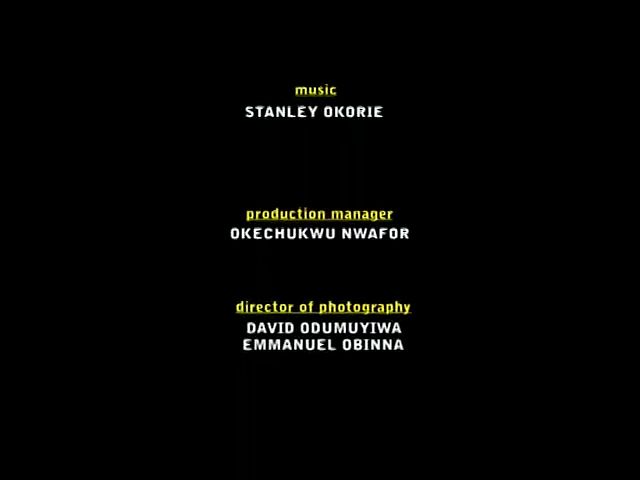 music
STANLEY OKORIE
production manager
OKECHUKWU NWAFOR
director of photography
DAVID ODUMUYIWA
EMMANUEL OBINNA